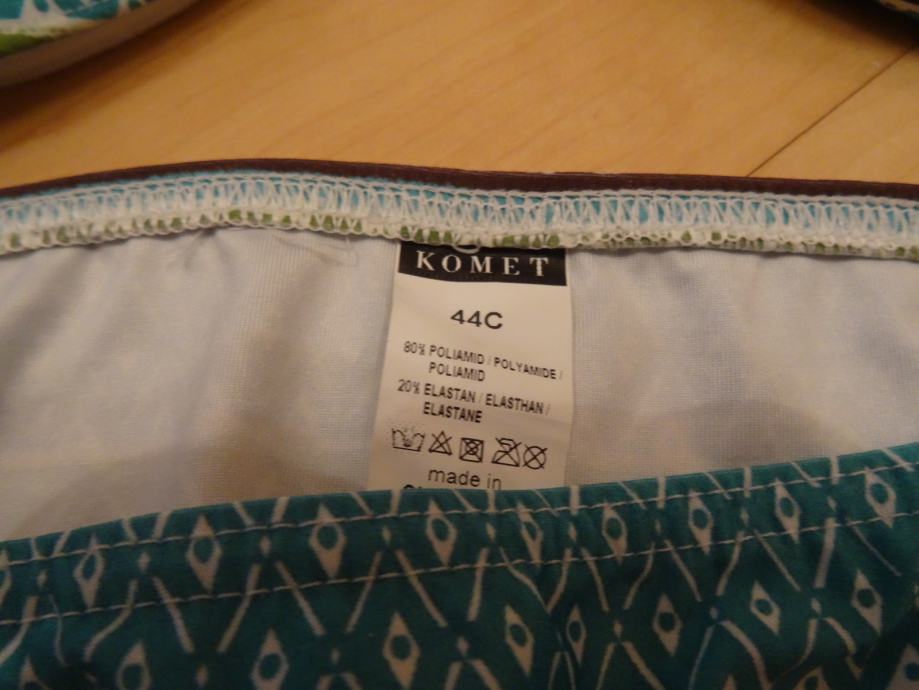 KOMET
44C
80% POLIAMID / POLYAMIDE /
POLIAMID
20% ELASTAN / ELASTHAN /
ELASTANE
made in